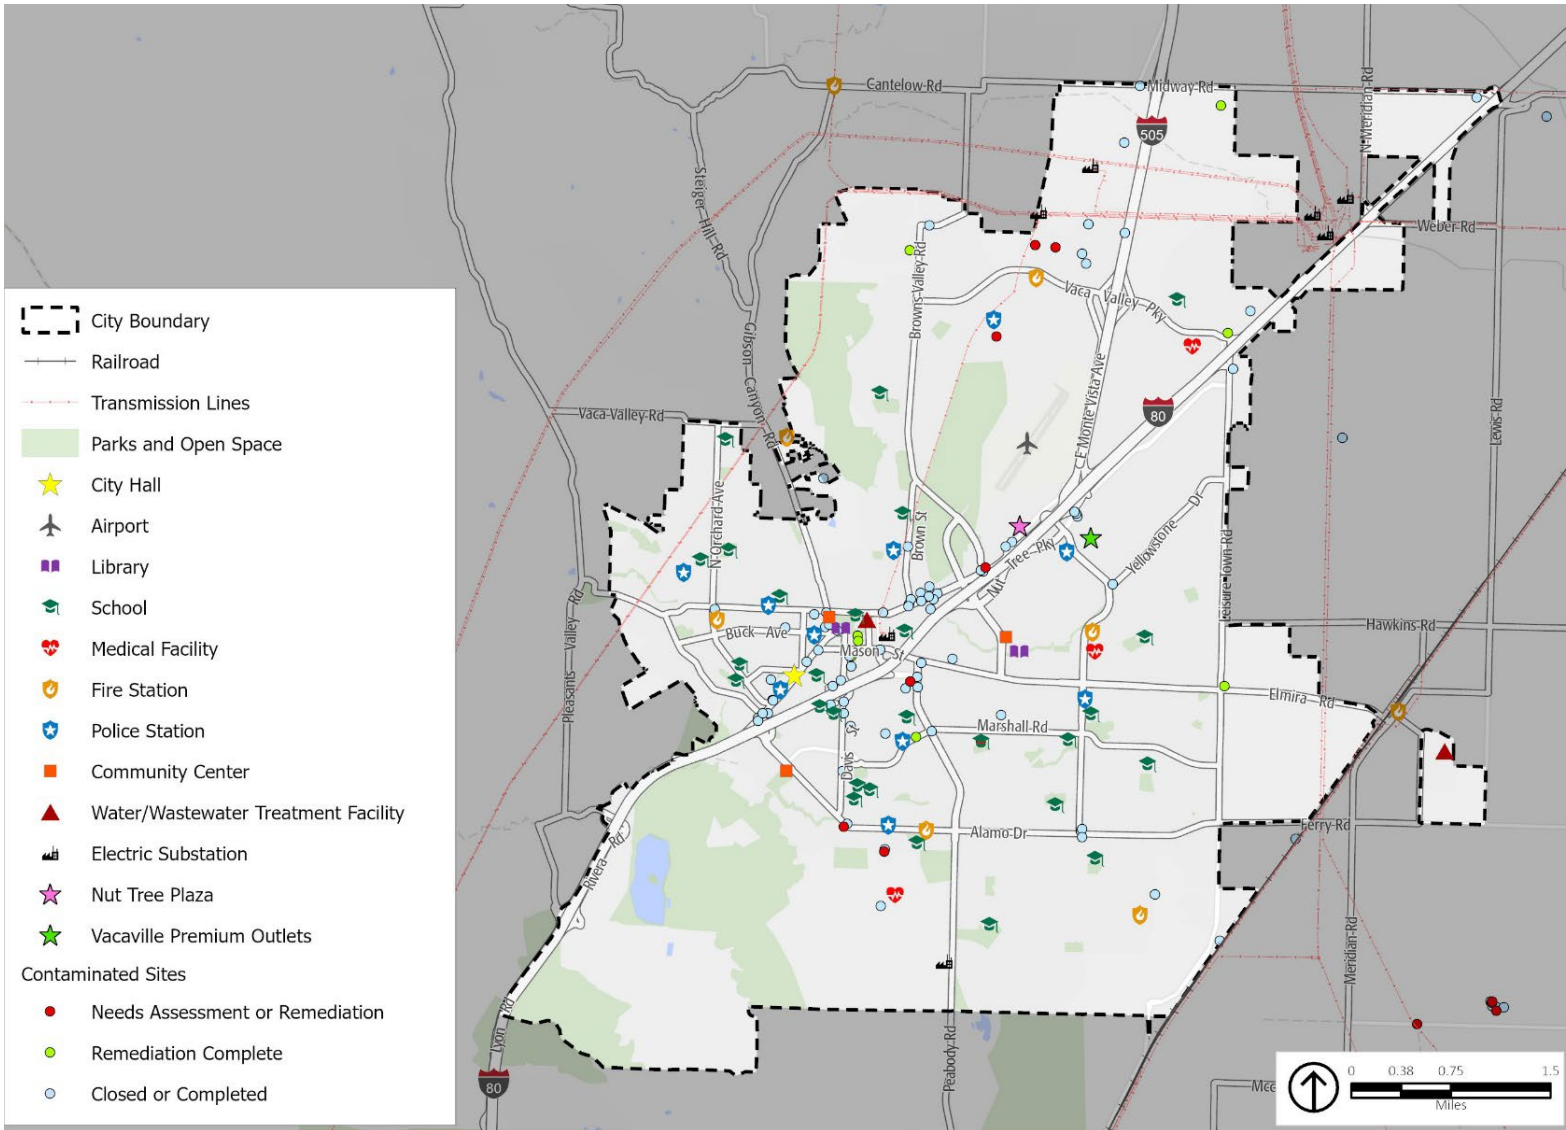 Cantelow Rd
Midway Rd
N Meridian Rd
505
Steiger Hill Rd
Weber Rd
Browns Valley Rd
Vaca Valley Pky
Gibson Canyon Rd
E Monte Vista Ave
80
Lewis Rd
Vaca Valley Rd
N Orchard Ave
Brown St
Nut Tree Pky
Yellowstone Dr
Leisure Town Rd
Pleasants Valley Rd
Buck Ave
Mason St
Hawkins Rd
Elmira Rd
Marshall Rd
Davis St
Alamo Dr
Ferry Rd
Rivera Rd
Meridian Rd
Lyon Rd
Peabody Rd
80
City Boundary
Railroad
Transmission Lines
Parks and Open Space
City Hall
Airport
Library
School
Medical Facility
Fire Station
Police Station
Community Center
Water/Wastewater Treatment Facility
Electric Substation
Nut Tree Plaza
Vacaville Premium Outlets
Contaminated Sites
Needs Assessment or Remediation
Remediation Complete
Closed or Completed
0 0.38 0.75 1.5
Miles